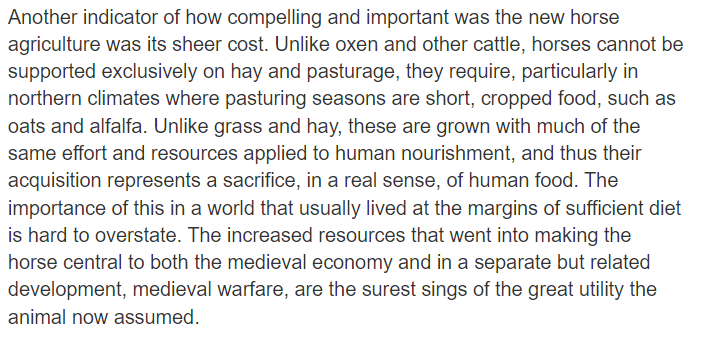 Another indicator of how compelling and important was the new horse
agriculture was its sheer cost. Unlike oxen and other cattle, horses cannot be
supported exclusively on hay and pasturage, they require, particularly in
northern climates where pasturing seasons are short, cropped food, such as
oats and alfalfa. Unlike grass and hay, these are grown with much of the
same effort and resources applied to human nourishment, and thus their
acquisition represents a sacrifice, in a real sense, of human food. The
importance of this in a world that usually lived at the margins of sufficient diet
is hard to overstate. The increased resources that went into making the
horse central to both the medieval economy and in a separate but related
development, medieval warfare, are the surest sings of the great utility the
animal now assumed.